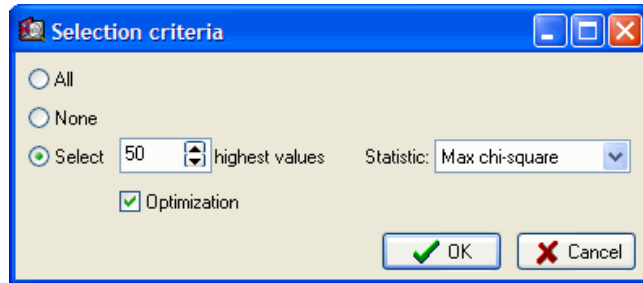 Selection criteria
All
None
Select 50 highest values Statistic: Max chi-square
Optimization
OK Cancel